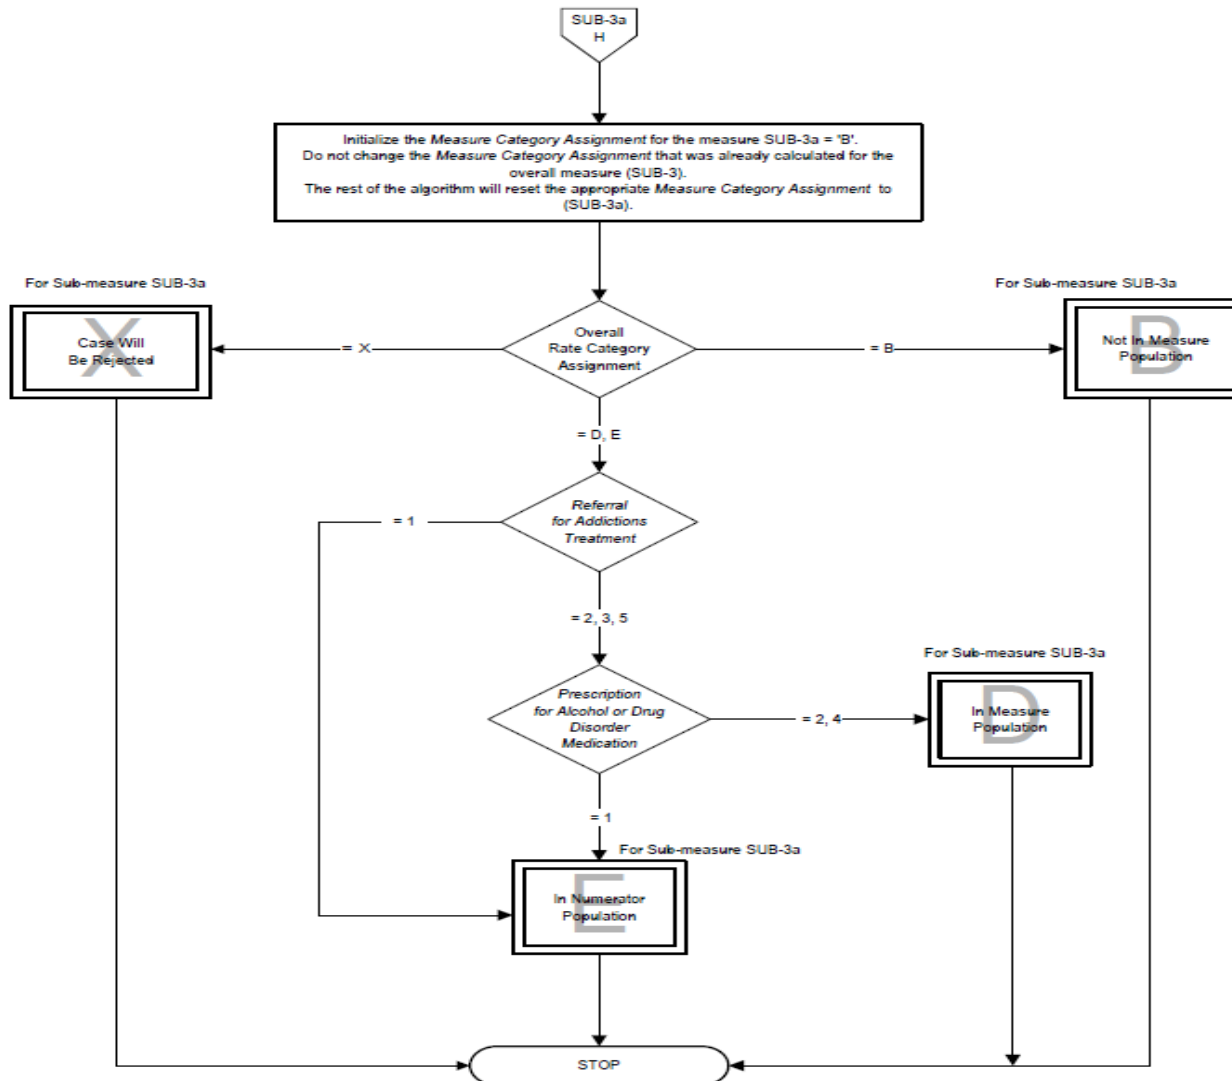 SUB-3a
H
Initialize the Measure Category Assignment for the measure SUB-3a = 'B'.
Do not change the Measure Category Assignment that was already calculated for the
overall measure (SUB-3).
The rest of the algorithm will reset the appropriate Measure Category Assignment to
(SUB-3a).
For Sub-measure SUB-3a
For Sub-measure SUB-3a
X
Case Will
Be Rejected
= X
Overall
Rate Category
Assignment
= B
B
Not In Measure
Population
= D, E
= 1
Referral
for Addictions
Treatment
= 2, 3, 5
For Sub-measure SUB-3a
Prescription
for Alcohol or Drug
Disorder
Medication
= 2, 4
D
In Measure
Population
= 1
For Sub-measure SUB-3a
E
In Numerator
Population
STOP